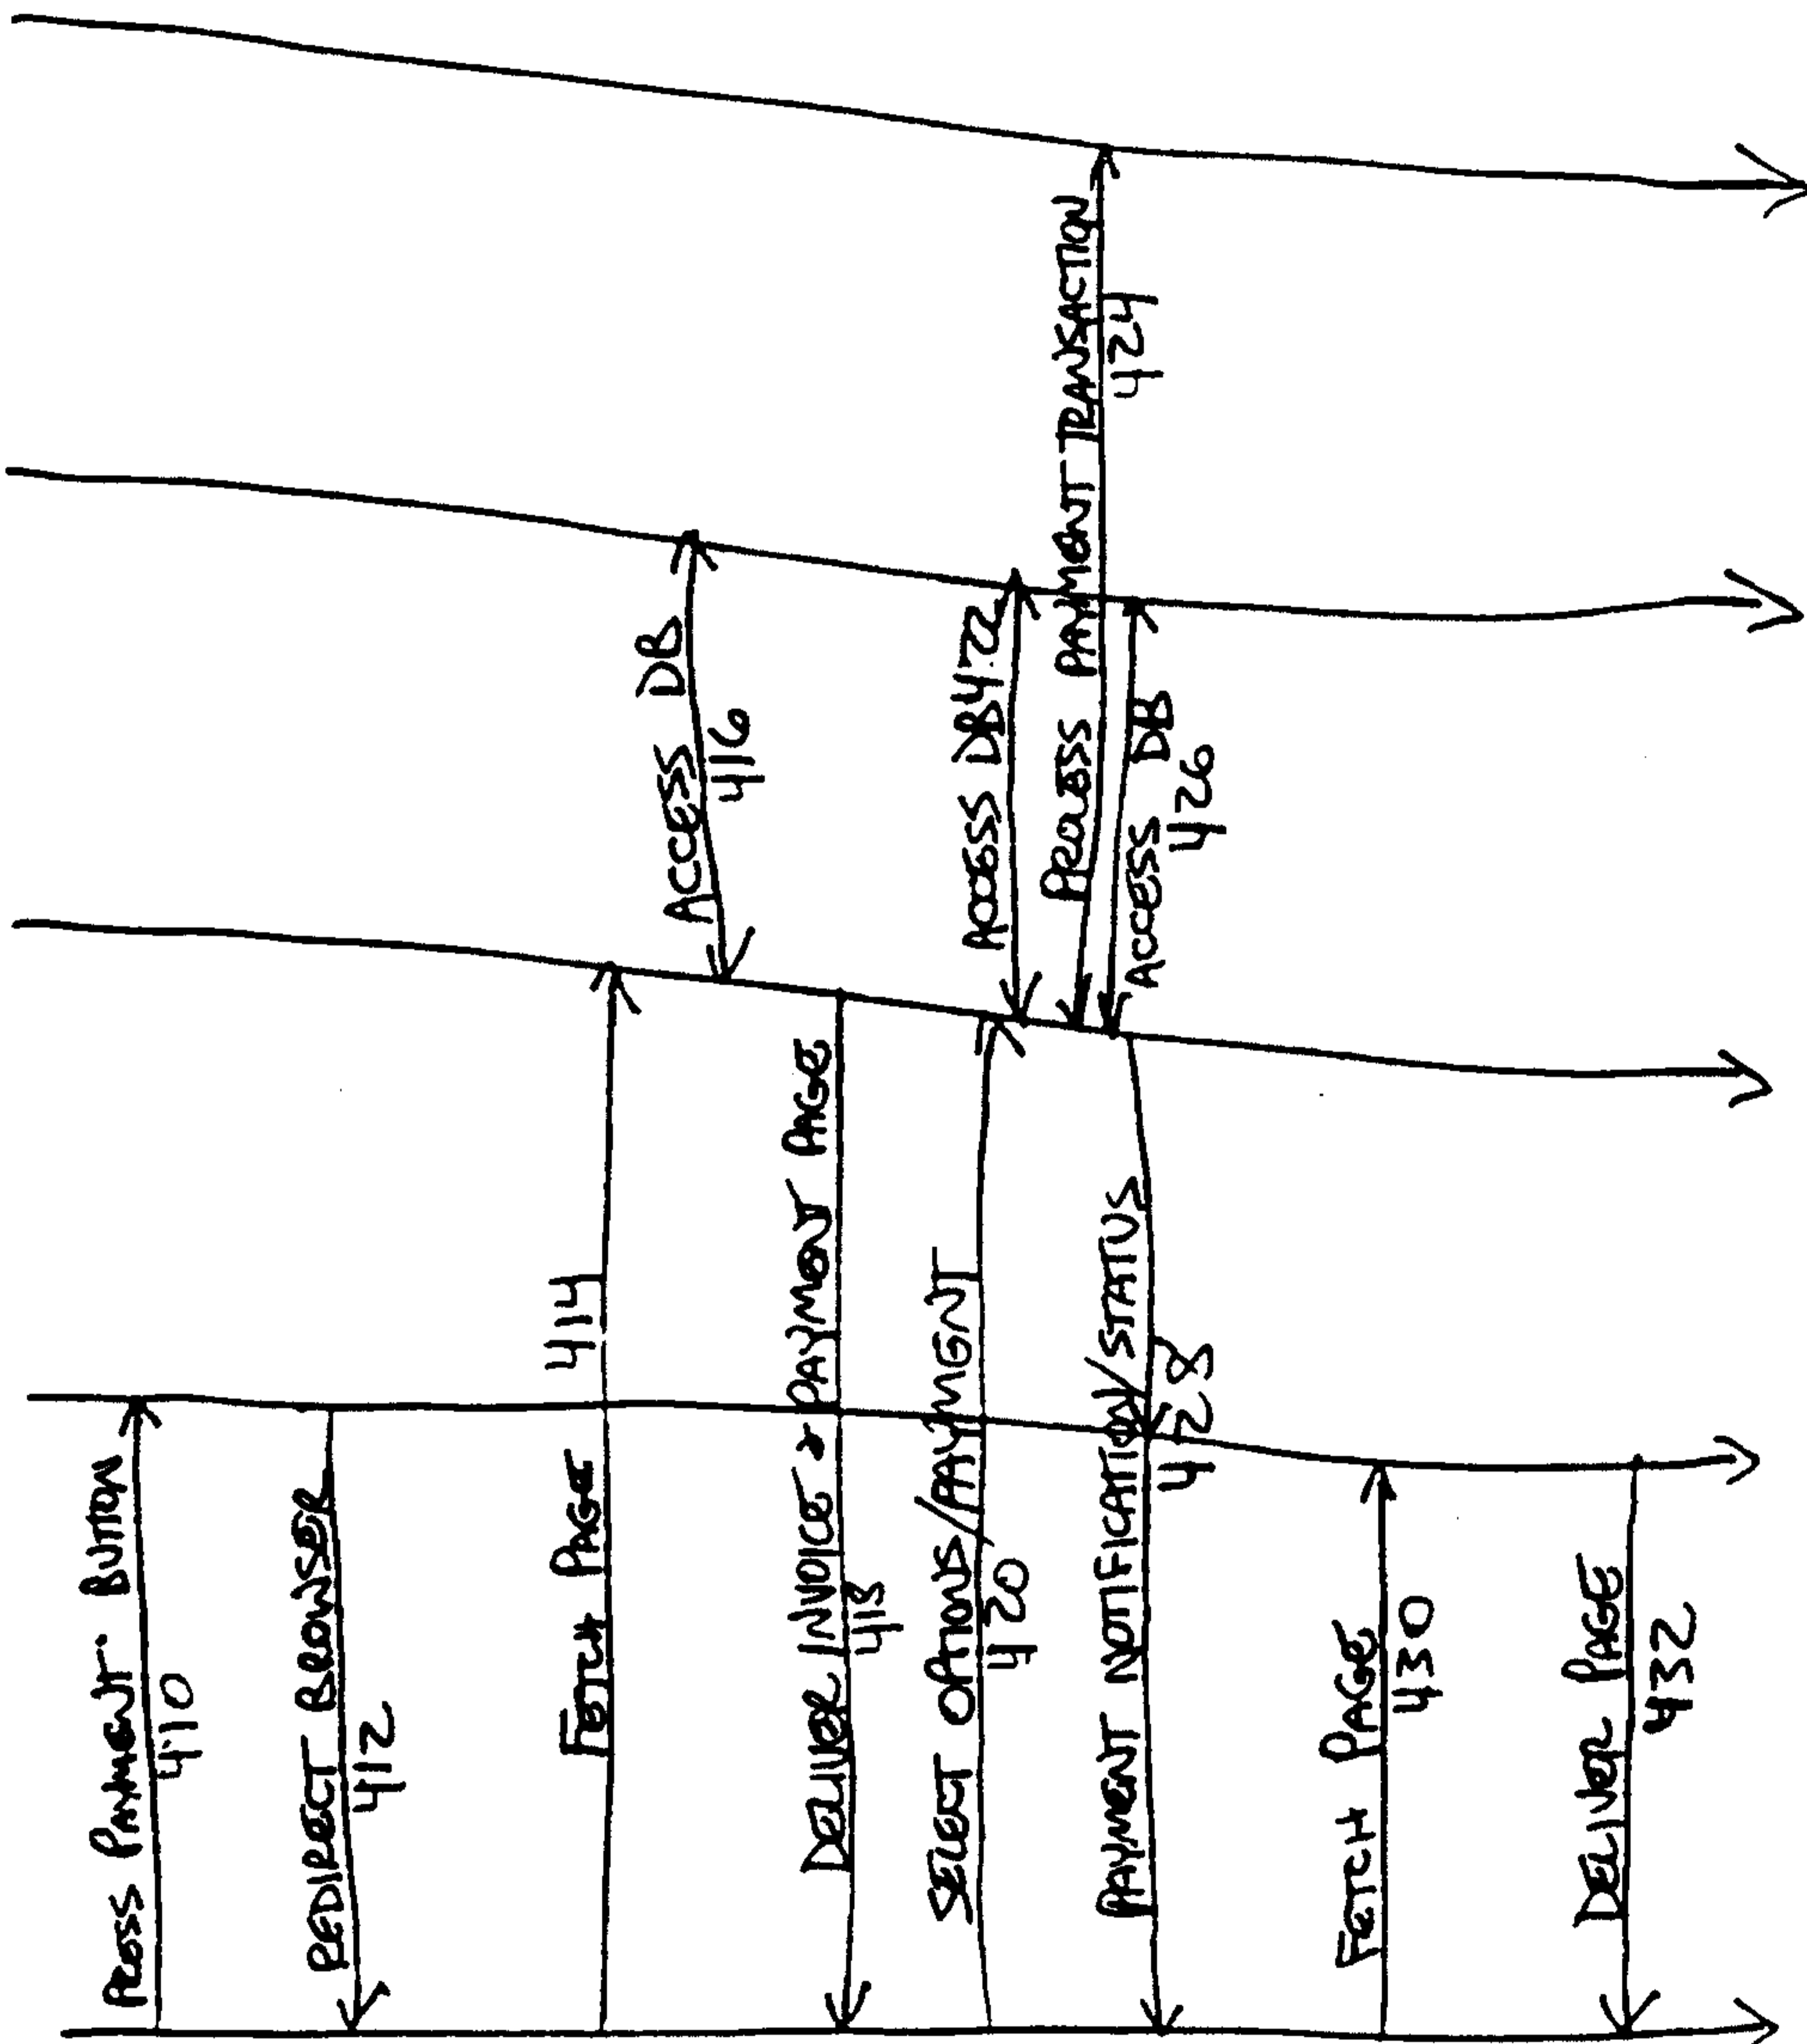 PRESS PAYMENT BUTTON
410
REDIRECT BROWSER
412
FETCH PAGE 414
ACCESS DB
416
DELIVER INVOICE & PAYMENT PAGE
418
SELECT OPTIONS/PAYMENT
420
ACCESS DB 422
PROCESS PAYMENT TRANSACTION
424
ACCESS DB
426
PAYMENT NOTIFICATION/STATUS
428
FETCH PAGE
430
DELIVER PAGE
432